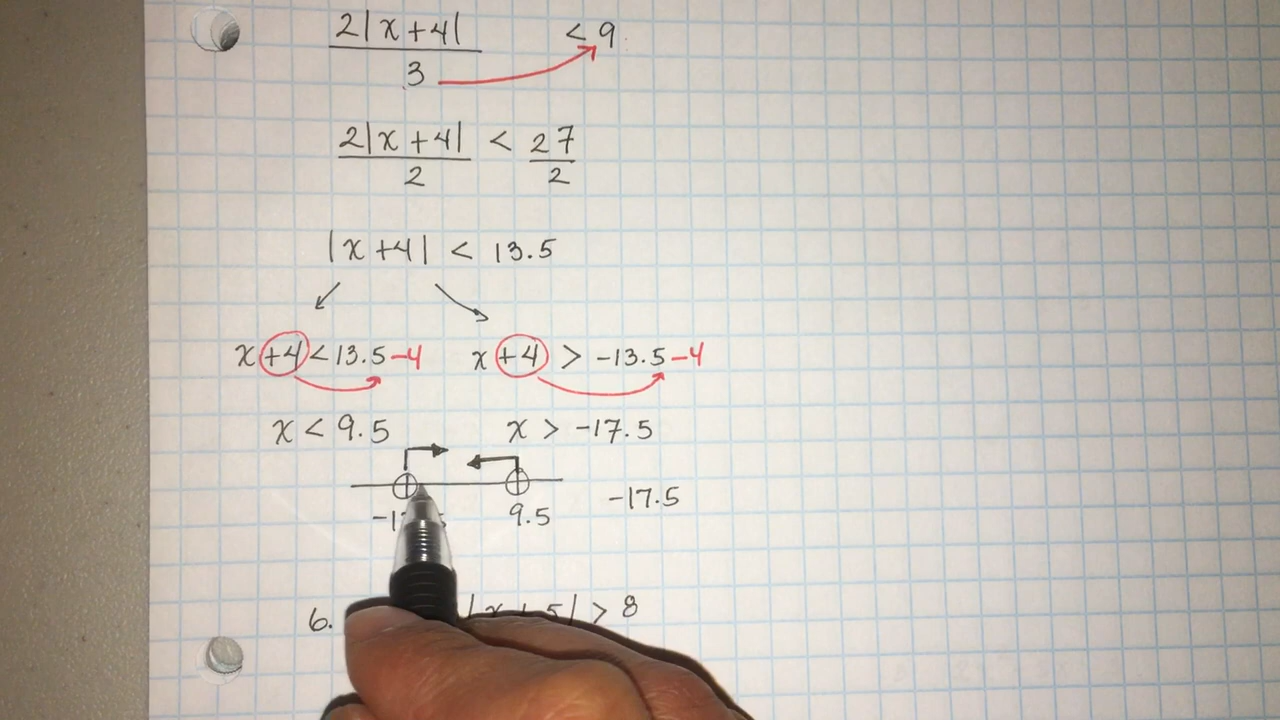 2|x+4| < 9
3
2|x+4| < 27
2 2
|x+4| < 13.5
x+4<13.5-4 x+4 > -13.5-4
x < 9.5 x > -17.5
9.5 -17.5
6. |x+5| > 8